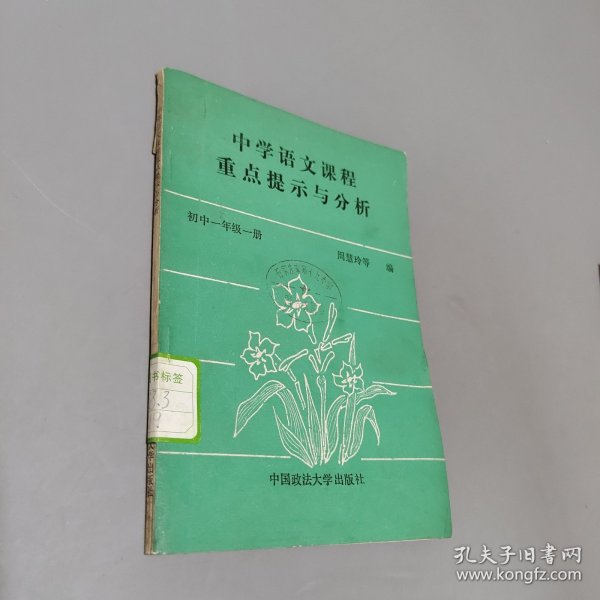 中学语文课程
重点提示与分析
初中一年级一册
周慧玲等 编
中国政法大学出版社
书标签
孔夫子旧书网
www.kongfz.com